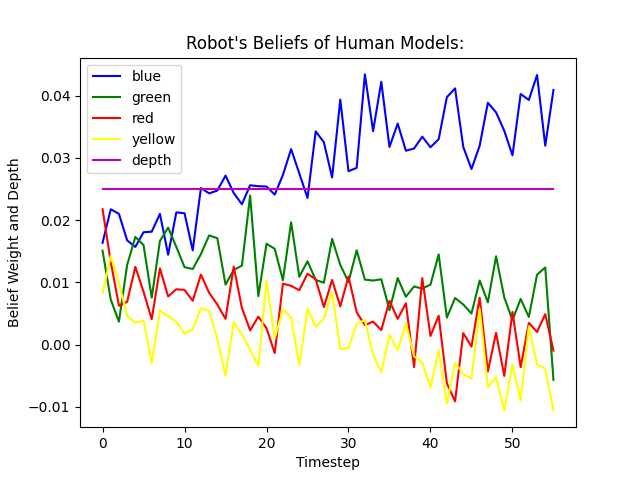 Robot's Beliefs of Human Models:
blue
green
red
yellow
depth
Belief Weight and Depth
0.04
0.03
0.02
0.01
0.00
−0.01
0 10 20 30 40 50
Timestep